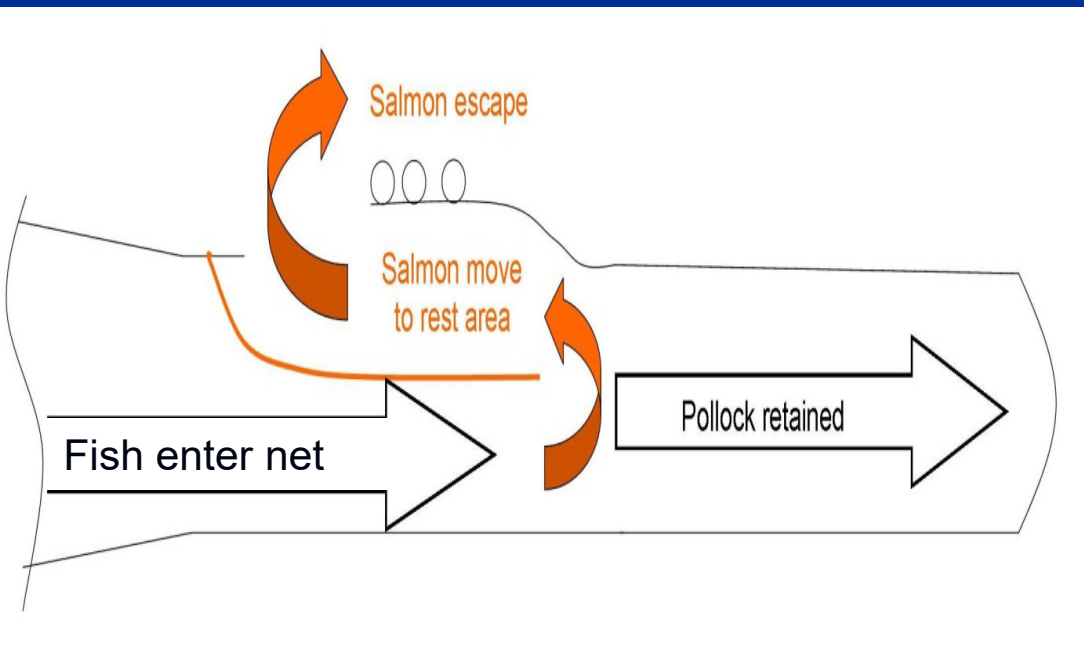 Salmon escape
Salmon move
to rest area
Fish enter net
Pollock retained